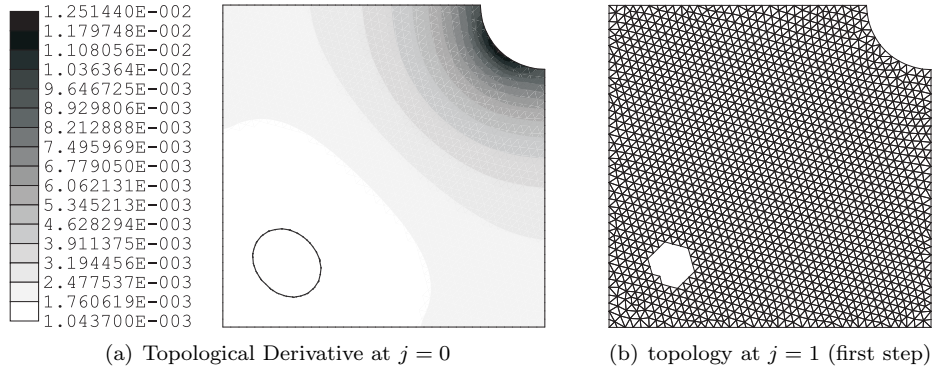 1.251440E-002
1.179748E-002
1.108056E-002
1.036364E-002
9.646725E-003
8.929806E-003
8.212888E-003
7.495969E-003
6.779050E-003
6.062131E-003
5.345213E-003
4.628294E-003
3.911375E-003
3.194456E-003
2.477537E-003
1.760619E-003
1.043700E-003
(a) Topological Derivative at j = 0
(b) topology at j = 1 (first step)